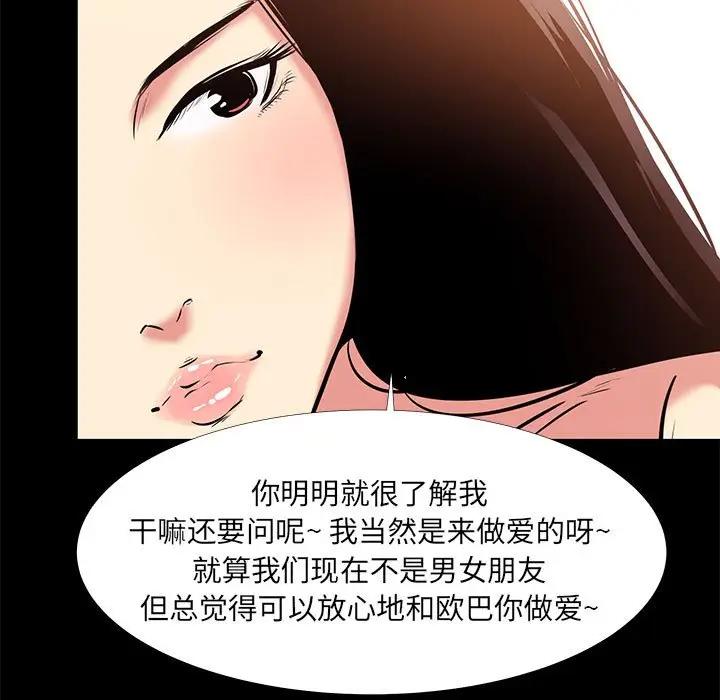 你明明就很了解我
干嘛还要问呢~ 我当然是来做爱的呀~
就算我们现在不是男女朋友
但总觉得可以放心地和欧巴你做爱~